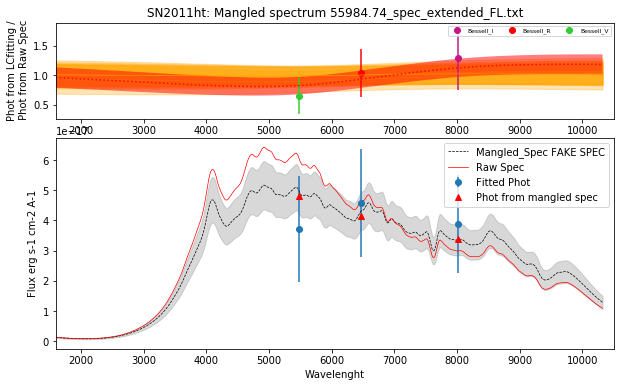 SN2011ht: Mangled spectrum 55984.74_spec_extended_FL.txt
Phot from LCfitting /
Phot from Raw Spec
Bessell_I Bessell_R Bessell_V
1.5
1.0
0.5
2000 3000 4000 5000 6000 7000 8000 9000 10000
1e−17
Flux erg s-1 cm-2 A-1
6
5
4
3
2
1
0
Mangled_Spec FAKE SPEC
Raw Spec
Fitted Phot
Phot from mangled spec
2000 3000 4000 5000 6000 7000 8000 9000 10000
Wavelenght